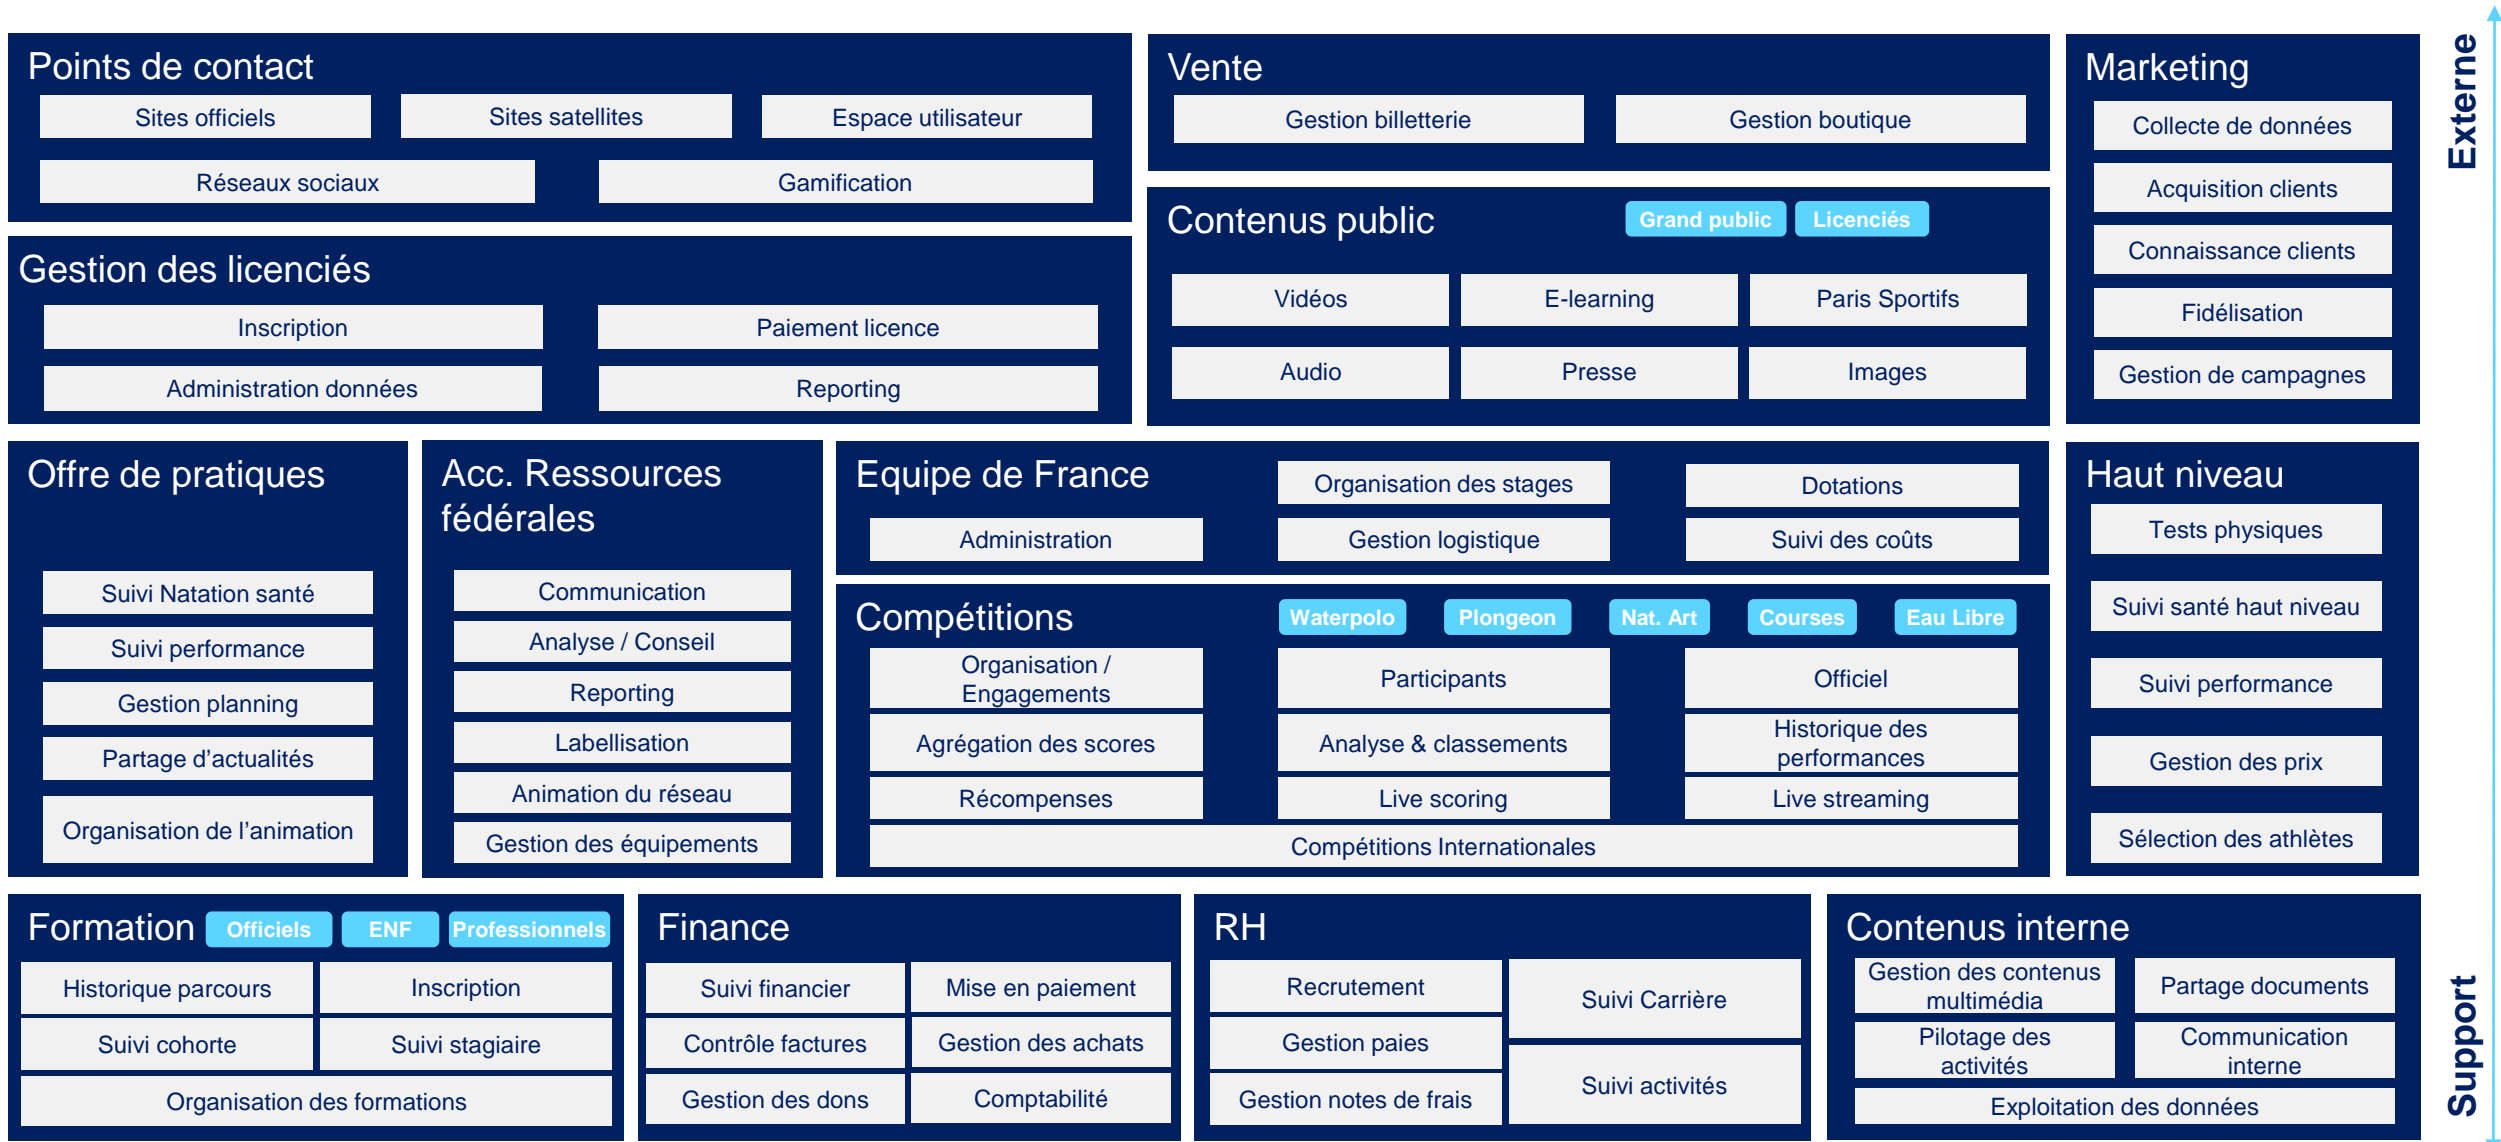 Points de contact
Sites officiels
Sites satellites
Espace utilisateur
Réseaux sociaux
Gamification
Vente
Gestion billetterie
Gestion boutique
Marketing
Collecte de données
Acquisition clients
Connaissance clients
Fidélisation
Gestion de campagnes
Externe
Gestion des licenciés
Inscription
Paiement licence
Administration données
Reporting
Contenus public
Grand public
Licenciés
Vidéos
E-learning
Paris Sportifs
Audio
Presse
Images
Offre de pratiques
Suivi Natation santé
Suivi performance
Gestion planning
Partage d'actualités
Organisation de l'animation
Acc. Ressources
fédérales
Communication
Analyse / Conseil
Reporting
Labellisation
Animation du réseau
Gestion des équipements
Equipe de France
Organisation des stages
Dotations
Administration
Gestion logistique
Suivi des coûts
Compétitions
Waterpolo
Plongeon
Nat. Art
Courses
Eau Libre
Organisation /
Engagements
Participants
Officiel
Agrégation des scores
Analyse & classements
Historique des
performances
Récompenses
Live scoring
Live streaming
Compétitions Internationales
Haut niveau
Tests physiques
Suivi santé haut niveau
Suivi performance
Gestion des prix
Sélection des athlètes
Formation
Officiels
ENF
Professionnels
Historique parcours
Inscription
Suivi cohorte
Suivi stagiaire
Organisation des formations
Finance
Suivi financier
Mise en paiement
Contrôle factures
Gestion des achats
Gestion des dons
Comptabilité
RH
Recrutement
Suivi Carrière
Gestion paies
Suivi activités
Gestion notes de frais
Contenus interne
Gestion des contenus
multimédia
Partage documents
Pilotage des
activités
Communication
interne
Exploitation des données
Support